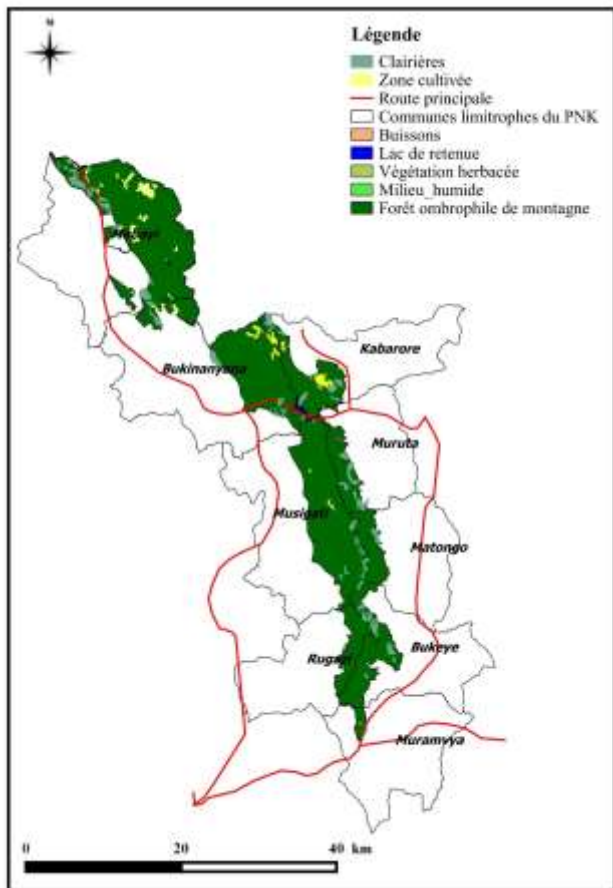 N
Légende
Clairières
Zone cultivée
Route principale
Communes limitrophes du PNK
Buissons
Lac de retenue
Végétation herbacée
Milieu_humide
Forêt ombrophile de montagne
Kabarore
Bukinanyana
Muruta
Musigati
Matongo
Bukeye
Muramvya
0 20 40 km